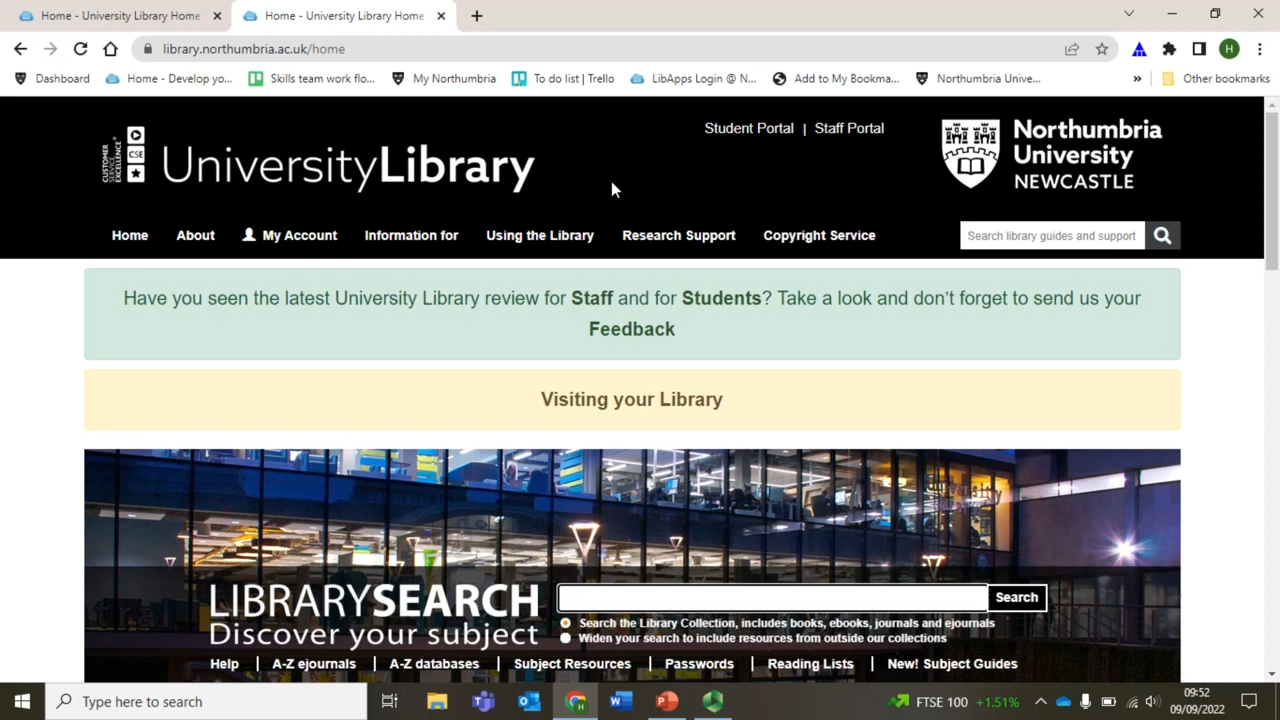 Home - University Library Home
Home - University Library Home
library.northumbria.ac.uk/home
H
Dashboard
Home - Develop yo...
Skills team work flo...
My Northumbria
To do list | Trello
LibApps Login @ N...
Add to My Bookma...
Northumbria Unive...
»
Other bookmarks
CUSTOMER SERVICE EXCELLENCE
CSE
UniversityLibrary
Student Portal | Staff Portal
Northumbria
University
NEWCASTLE
Home About My Account Information for Using the Library Research Support Copyright Service
Search library guides and support
Have you seen the latest University Library review for Staff and for Students? Take a look and don’t forget to send us your
Feedback
Visiting your Library
LIBRARYSEARCH
Discover your subject
Search
Search the Library Collection, includes books, ebooks, journals and ejournals
Widen your search to include resources from outside our collections
Help | A-Z ejournals | A-Z databases | Subject Resources | Passwords | Reading Lists | New! Subject Guides
Type here to search
FTSE 100 +1.51%
09:52
09/09/2022